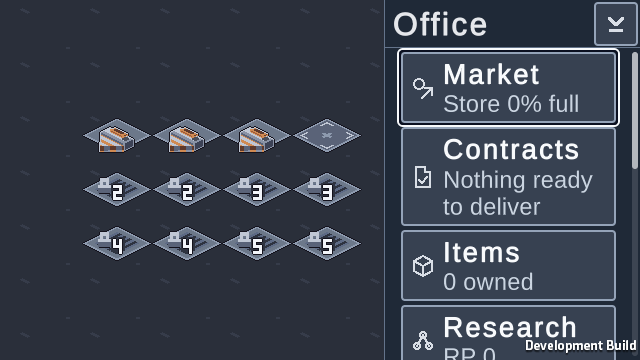 Office
Market
Store 0% full
Contracts
Nothing ready
to deliver
Items
0 owned
Research
RP 0
2 2 3 3
4 4 5 5
Development Build